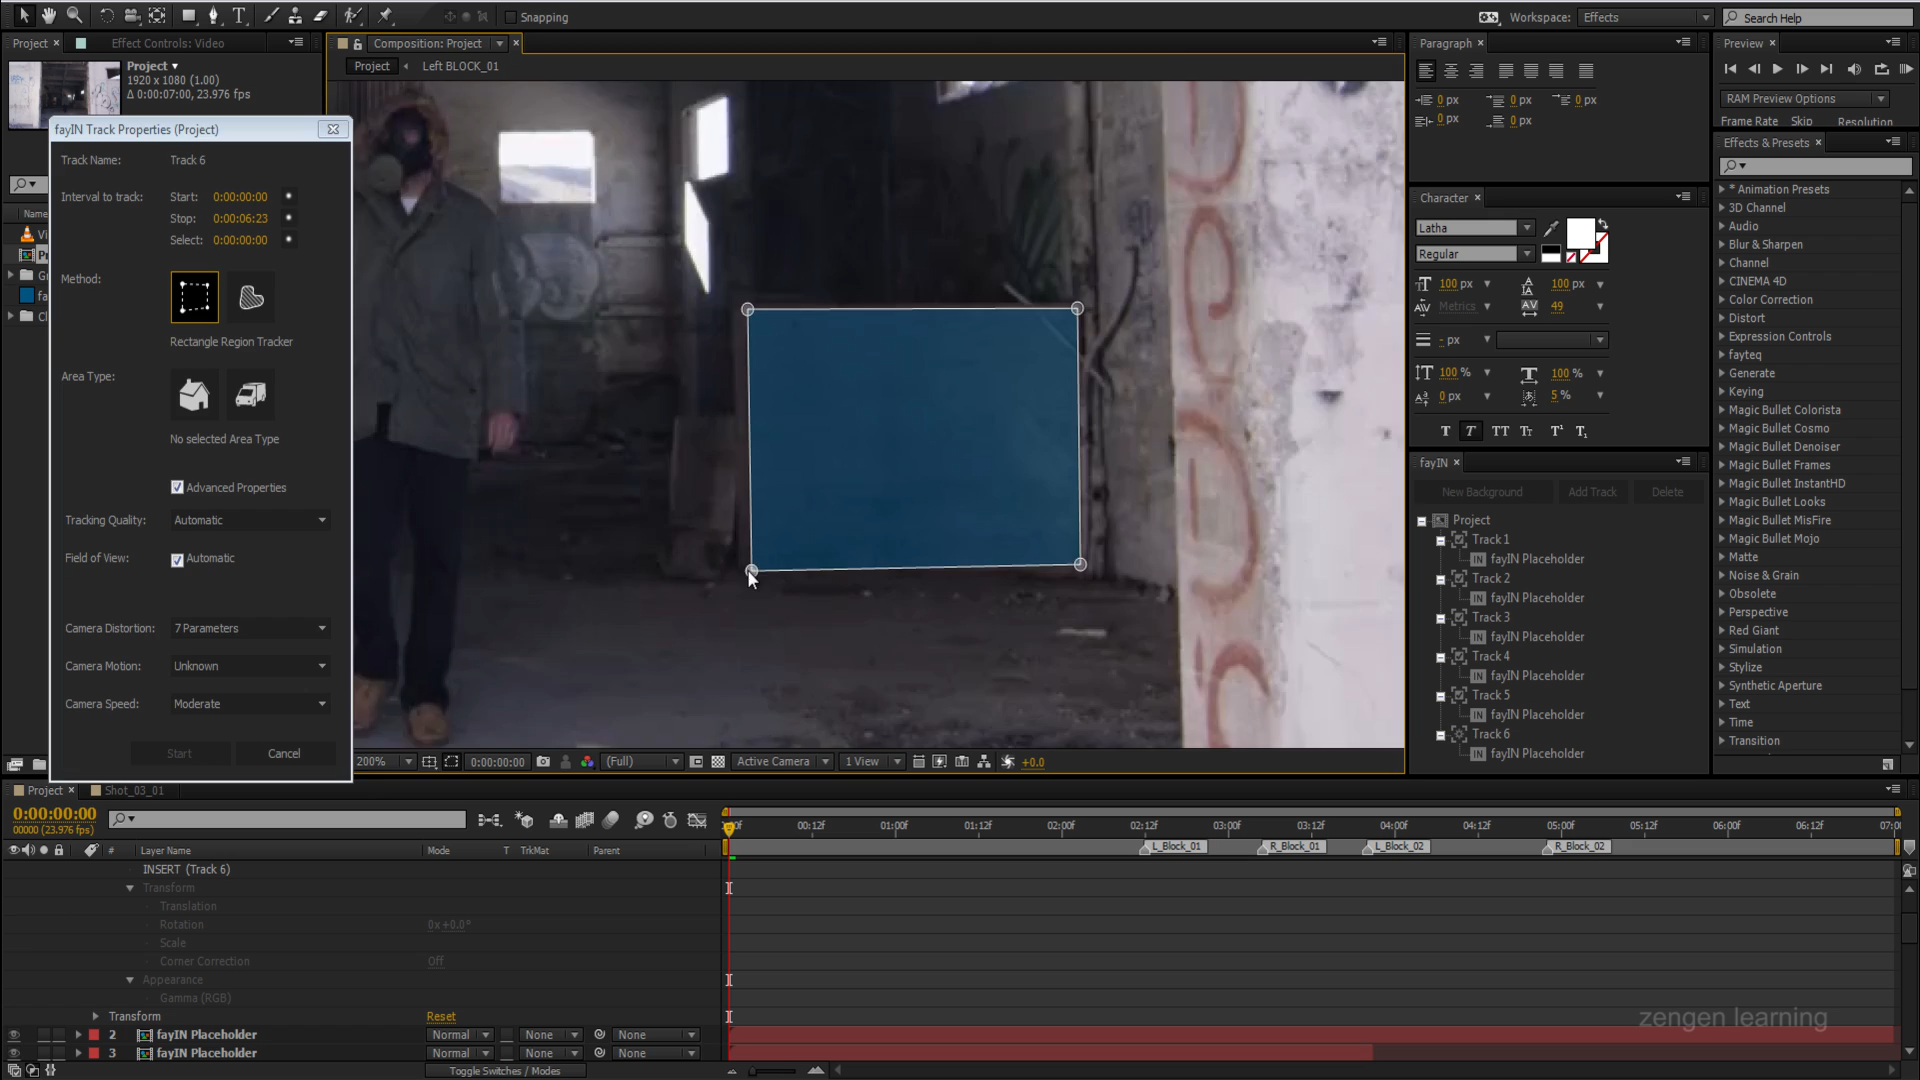 Snapping
Workspace: Effects
Search Help
Project
Effect Controls: Video
Composition: Project
Paragraph
Preview
Project
1920 x 1080 (1.00)
Δ 0:00:07:00, 23.976 fps
Project
Left BLOCK_01
0 px
0 px
0 px
0 px
0 px
RAM Preview Options
Frame Rate Skip Resolution
Effects & Presets
fayIN Track Properties (Project)
Track Name: Track 6
Interval to track: Start: 0:00:00:00
Stop: 0:00:06:23
Select: 0:00:00:00
Method:
Rectangle Region Tracker
Area Type:
No selected Area Type
Advanced Properties
Tracking Quality: Automatic
Field of View: Automatic
Camera Distortion: 7 Parameters
Camera Motion: Unknown
Camera Speed: Moderate
Start
Cancel
Name
Character
Latha
Regular
100 px
100 px
Metrics
49
- px
100 %
100 %
0 px
5 %
T T TT Tr T¹ T₁
fayIN
New Background Add Track Delete
Project
Track 1
IN fayIN Placeholder
Track 2
IN fayIN Placeholder
Track 3
IN fayIN Placeholder
Track 4
IN fayIN Placeholder
Track 5
IN fayIN Placeholder
Track 6
IN fayIN Placeholder
* Animation Presets
3D Channel
Audio
Blur & Sharpen
Channel
CINEMA 4D
Color Correction
Distort
Expression Controls
fayteq
Generate
Keying
Magic Bullet Colorista
Magic Bullet Cosmo
Magic Bullet Denoiser
Magic Bullet Frames
Magic Bullet InstantHD
Magic Bullet Looks
Magic Bullet MisFire
Magic Bullet Mojo
Matte
Noise & Grain
Obsolete
Perspective
Red Giant
Simulation
Stylize
Synthetic Aperture
Text
Time
Transition
200%
0:00:00:00
(Full)
Active Camera
1 View
+0.0
Project
Shot_03_01
0:00:00:00
00000 (23.976 fps)
00:12f 01:00f 01:12f 02:00f 02:12f 03:00f 03:12f 04:00f 04:12f 05:00f 05:12f 06:00f 06:12f
L_Block_01 R_Block_01 L_Block_02 R_Block_02
# Layer Name Mode T TrkMat Parent
INSERT (Track 6)
Transform
Translation
Rotation 0x+0.0°
Scale
Corner Correction Off
Appearance
Gamma (RGB)
Transform Reset
2 fayIN Placeholder Normal None None
3 fayIN Placeholder Normal None None
Toggle Switches / Modes
zengen learning